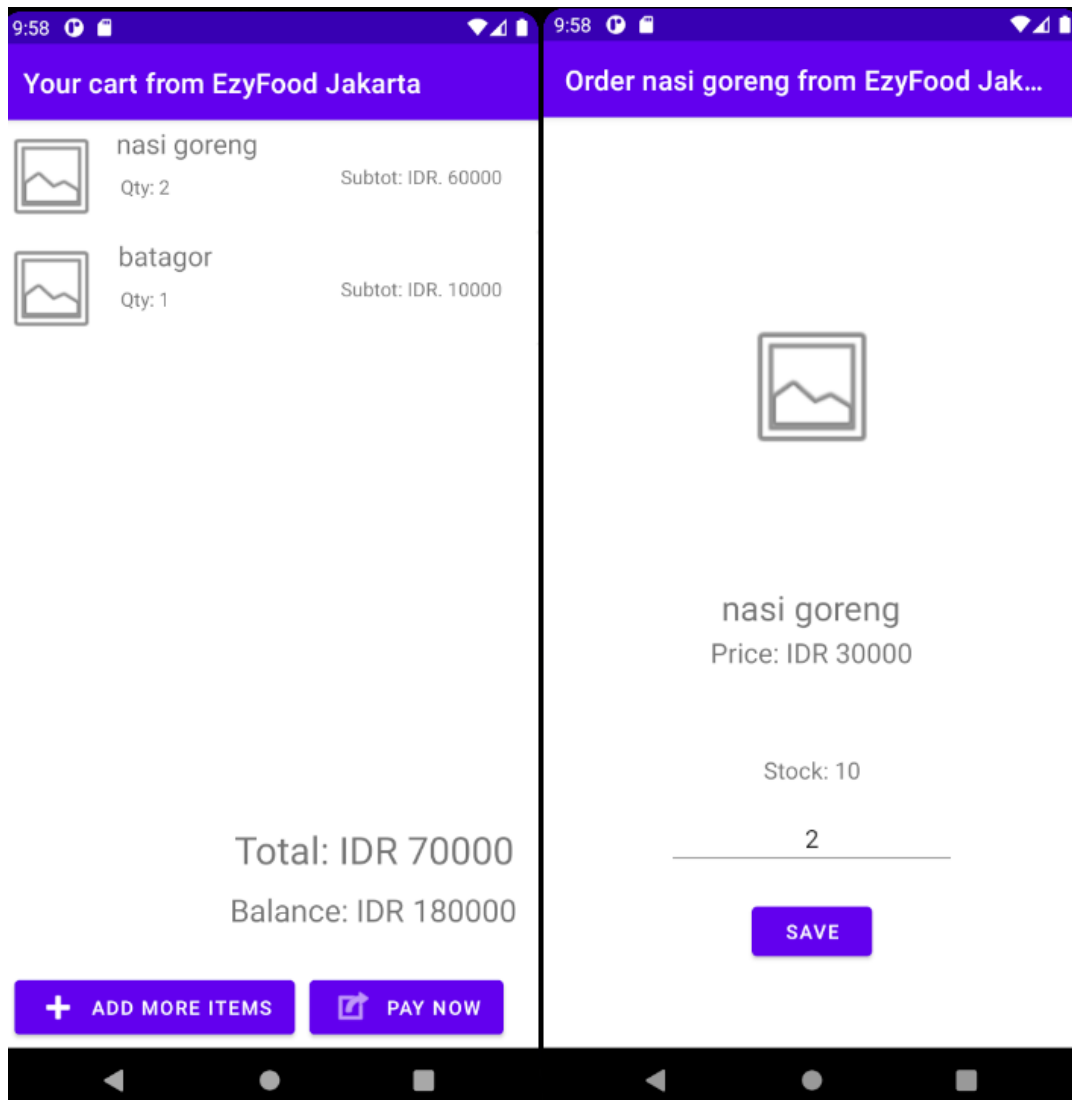 9:58
Your cart from EzyFood Jakarta
nasi goreng
Qty: 2
Subtot: IDR. 60000
batagor
Qty: 1
Subtot: IDR. 10000
Total: IDR 70000
Balance: IDR 180000
ADD MORE ITEMS
PAY NOW
9:58
Order nasi goreng from EzyFood Jak...
nasi goreng
Price: IDR 30000
Stock: 10
2
SAVE